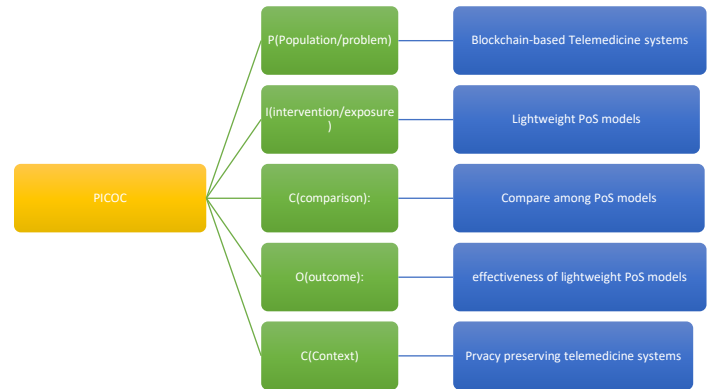 P(Population/problem)
Blockchain-based Telemedicine systems
I(intervention/exposure
)
Lightweight PoS models
PICOC
C(comparison):
Compare among PoS models
O(outcome):
effectiveness of lightweight PoS models
C(Context)
Prvacy preserving telemedicine systems